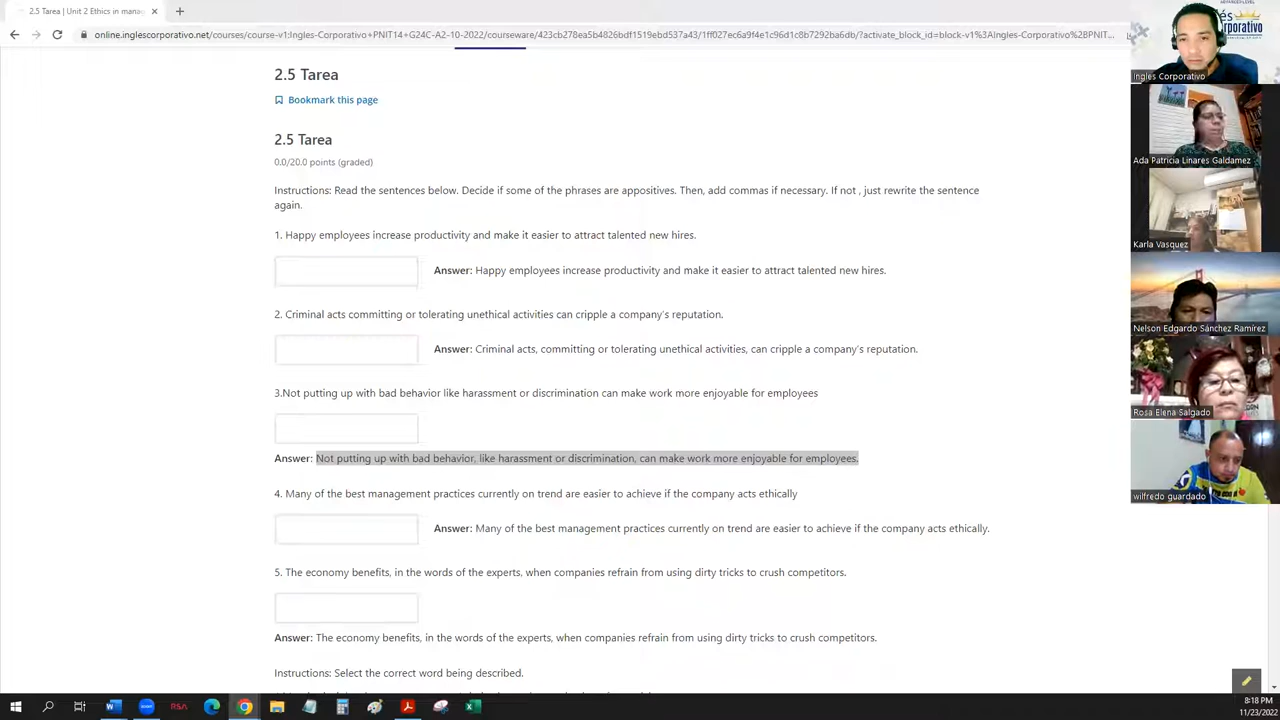 2.5 Tarea | Unit 2 Ethics in mana
online.inglescorporativo.net/courses/course-v1:Ingles-Corporativo+PNIT14+G24C-A2-10-2022/courseware/423cb278ea5b4826bdf1519ebd537a43/1ff027ec6a9f4e1c96d1c8b7292ba6db/?activate_block_id=block-v1%3AIngles-Corporativo%2BPNIT...
2.5 Tarea
Bookmark this page
2.5 Tarea
0.0/20.0 points (graded)
Instructions: Read the sentences below. Decide if some of the phrases are appositives. Then, add commas if necessary. If not , just rewrite the sentence
again.
1. Happy employees increase productivity and make it easier to attract talented new hires.
Answer: Happy employees increase productivity and make it easier to attract talented new hires.
2. Criminal acts committing or tolerating unethical activities can cripple a company's reputation.
Answer: Criminal acts, committing or tolerating unethical activities, can cripple a company's reputation.
3.Not putting up with bad behavior like harassment or discrimination can make work more enjoyable for employees
Answer: Not putting up with bad behavior, like harassment or discrimination, can make work more enjoyable for employees.
4. Many of the best management practices currently on trend are easier to achieve if the company acts ethically
Answer: Many of the best management practices currently on trend are easier to achieve if the company acts ethically.
5. The economy benefits, in the words of the experts, when companies refrain from using dirty tricks to crush competitors.
Answer: The economy benefits, in the words of the experts, when companies refrain from using dirty tricks to crush competitors.
Instructions: Select the correct word being described.
Ingles Corporativo
Ada Patricia Linares Galdamez
Karla Vasquez
Nelson Edgardo Sánchez Ramírez
Rosa Elena Salgado
wilfredo guardado
RSA
8:18 PM
11/23/2022